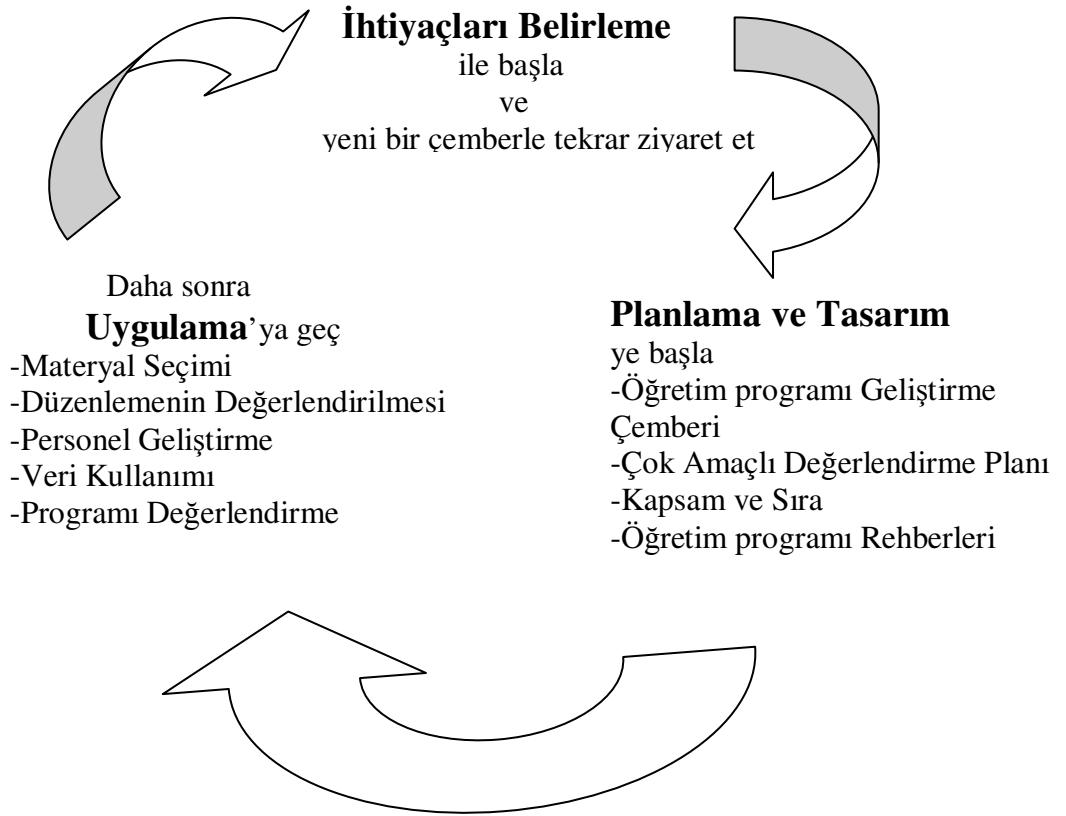 İhtiyaçları Belirleme
ile başla
ve
yeni bir çemberle tekrar ziyaret et
Planlama ve Tasarım
ye başla
-Öğretim programı Geliştirme
Çemberi
-Çok Amaçlı Değerlendirme Planı
-Kapsam ve Sıra
-Öğretim programı Rehberleri
Daha sonra
Uygulama’ya geç
-Materyal Seçimi
-Düzenlemenin Değerlendirilmesi
-Personel Geliştirme
-Veri Kullanımı
-Programı Değerlendirme